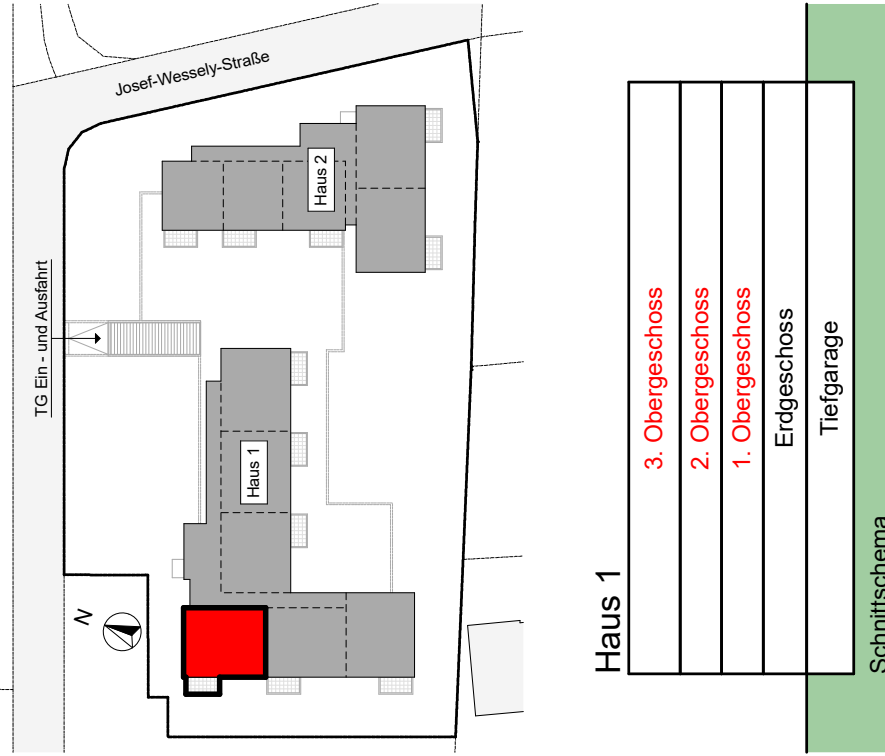 Josef-Wessely-Straße
Haus 2
TG Ein - und Ausfahrt
Haus 1
N
Haus 1
3. Obergeschoss
2. Obergeschoss
1. Obergeschoss
Erdgeschoss
Tiefgarage
Schnittschema